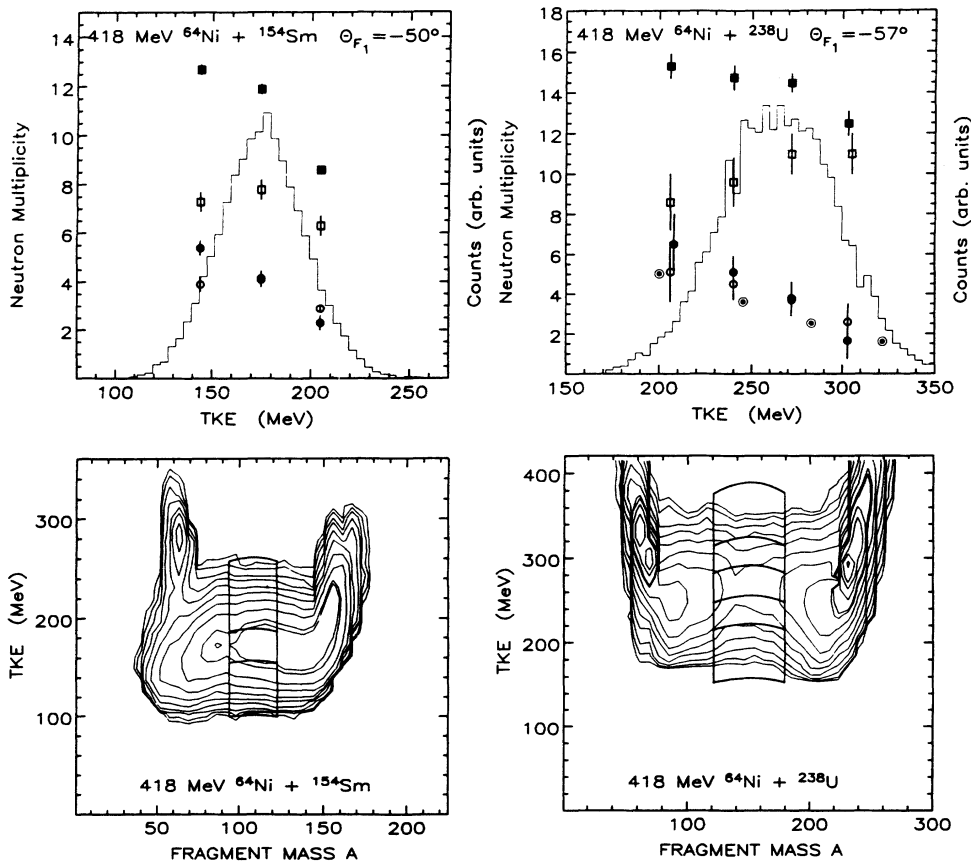 418 MeV ⁶⁴Ni + ¹⁵⁴Sm Θ_F₁=−50°
14
12
10
8
6
4
2
Neutron Multiplicity
Counts (arb. units)
100 150 200 250
TKE (MeV)
418 MeV ⁶⁴Ni + ²³⁸U Θ_F₁=−57°
18
16
14
12
10
8
6
4
2
Neutron Multiplicity
Counts (arb. units)
150 200 250 300 350
TKE (MeV)
300
200
100
TKE (MeV)
418 MeV ⁶⁴Ni + ¹⁵⁴Sm
50 100 150 200
FRAGMENT MASS A
400
300
200
100
TKE (MeV)
418 MeV ⁶⁴Ni + ²³⁸U
100 200 300
FRAGMENT MASS A